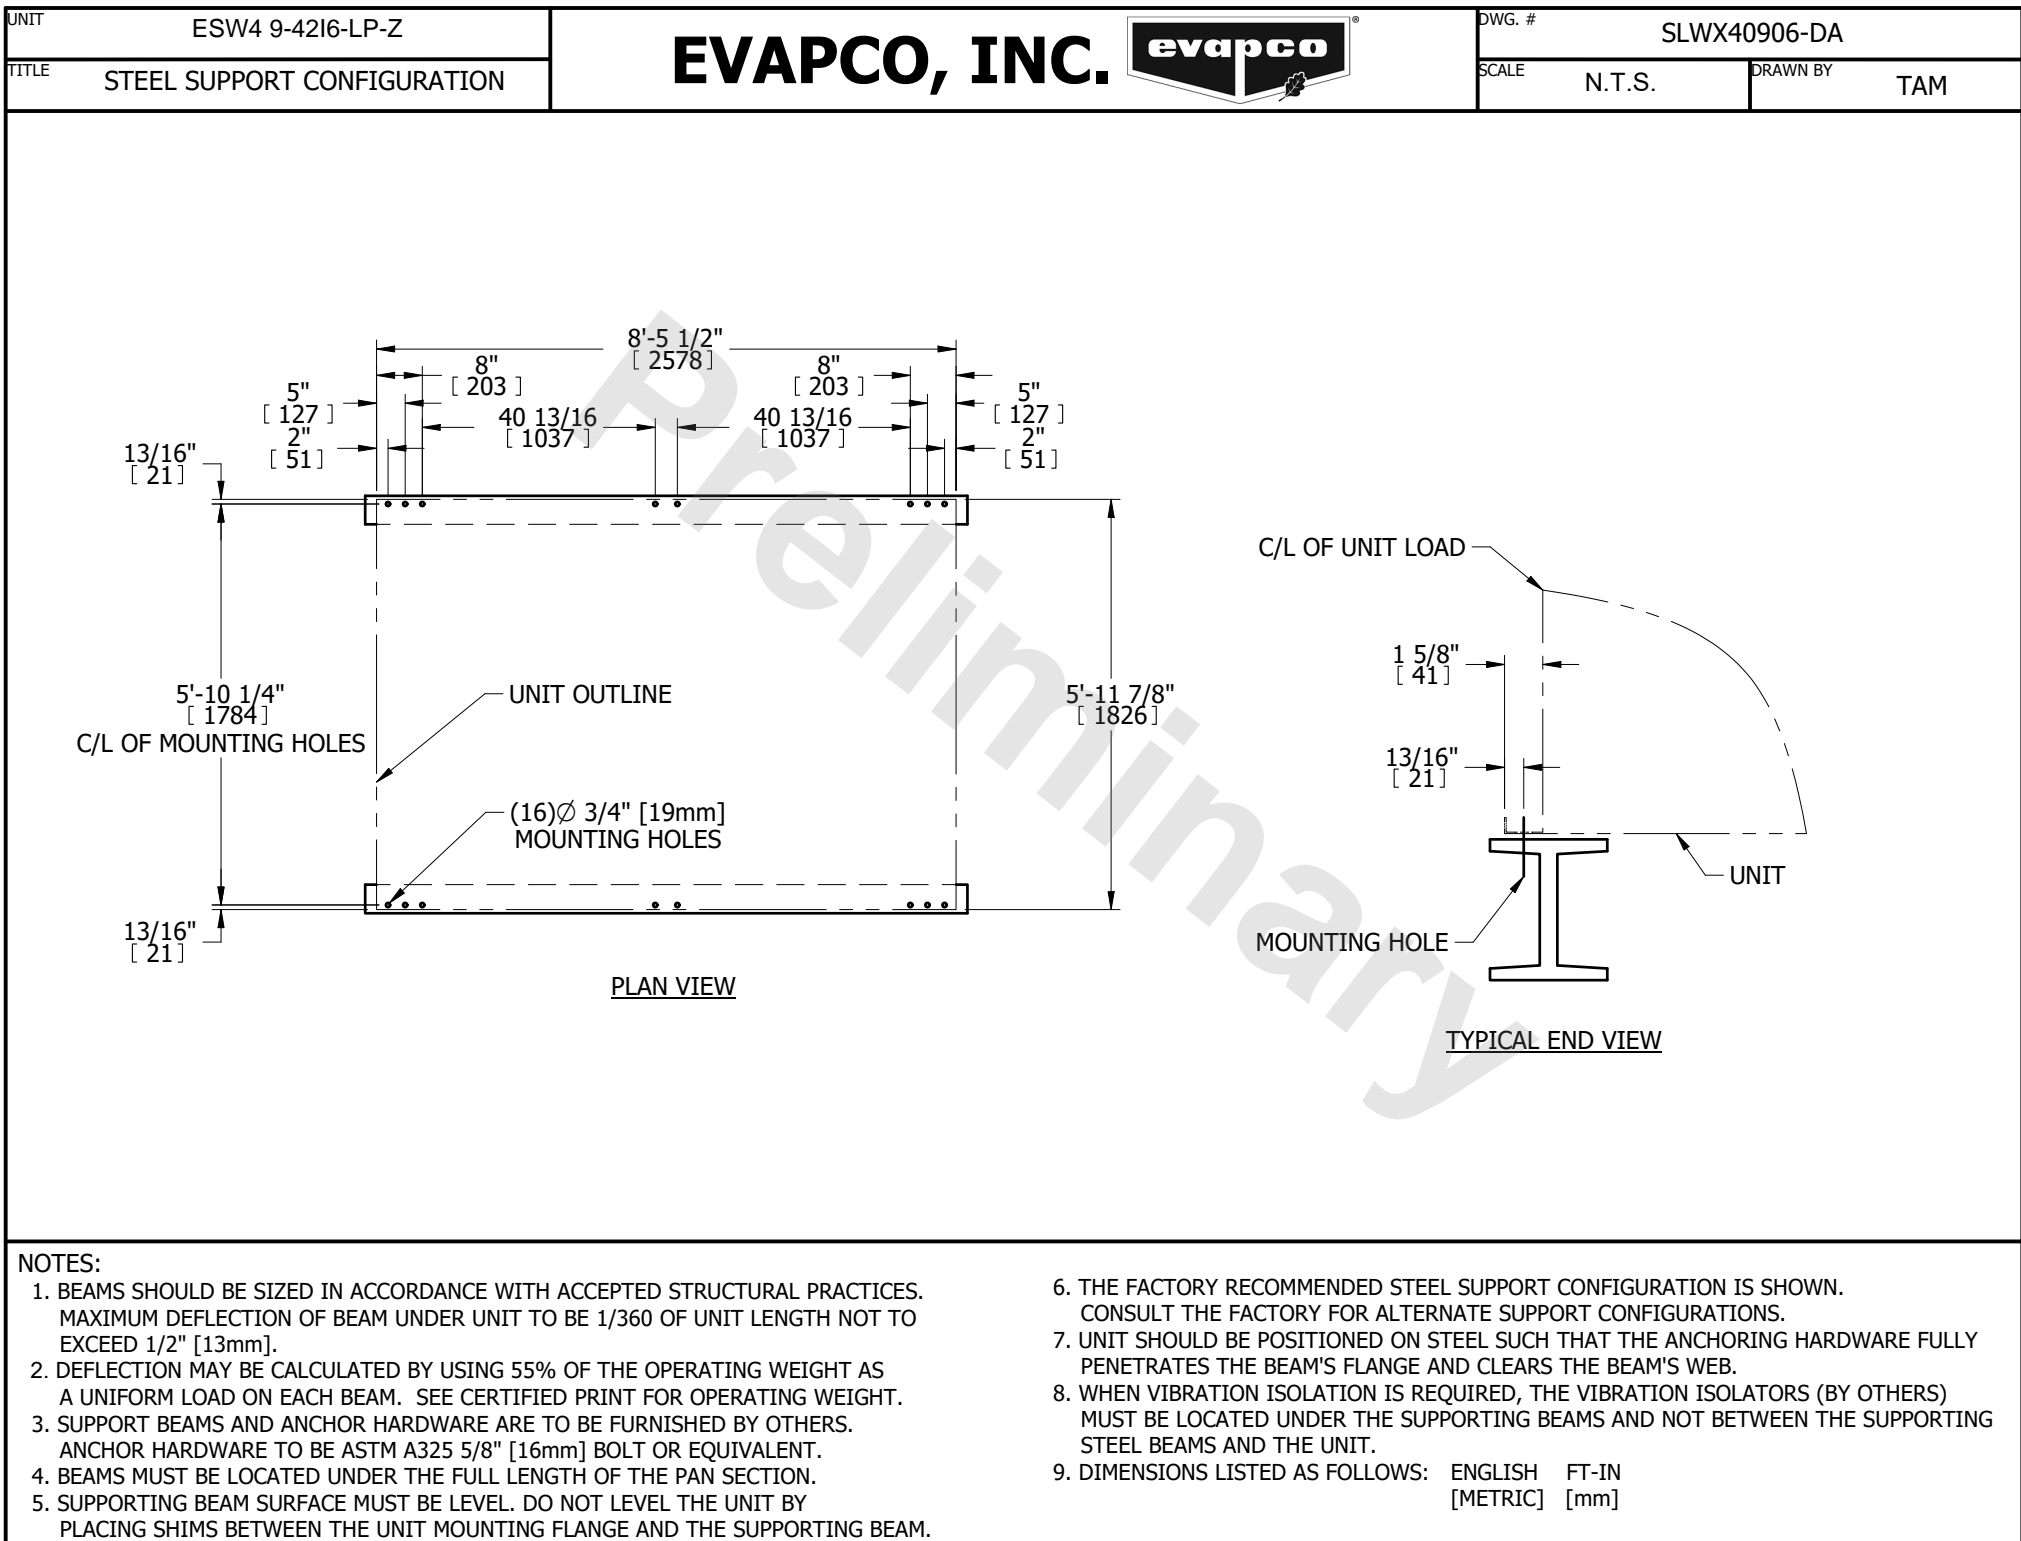 UNIT
ESW4 9-42I6-LP-Z
TITLE
STEEL SUPPORT CONFIGURATION
EVAPCO, INC.
evapco
®
DWG. #
SLWX40906-DA
SCALE
N.T.S.
DRAWN BY
TAM
8'-5 1/2"
[ 2578 ]
8"
[ 203 ]
8"
[ 203 ]
5"
[ 127 ]
5"
[ 127 ]
40 13/16
[ 1037 ]
40 13/16
[ 1037 ]
2"
[ 51 ]
2"
[ 51 ]
13/16"
[ 21 ]
5'-10 1/4"
[ 1784 ]
C/L OF MOUNTING HOLES
UNIT OUTLINE
5'-11 7/8"
[ 1826 ]
(16)Ø 3/4" [19mm]
MOUNTING HOLES
13/16"
[ 21 ]
PLAN VIEW
C/L OF UNIT LOAD
1 5/8"
[ 41 ]
13/16"
[ 21 ]
UNIT
MOUNTING HOLE
TYPICAL END VIEW
Preliminary
NOTES:
1. BEAMS SHOULD BE SIZED IN ACCORDANCE WITH ACCEPTED STRUCTURAL PRACTICES.
MAXIMUM DEFLECTION OF BEAM UNDER UNIT TO BE 1/360 OF UNIT LENGTH NOT TO
EXCEED 1/2" [13mm].
2. DEFLECTION MAY BE CALCULATED BY USING 55% OF THE OPERATING WEIGHT AS
A UNIFORM LOAD ON EACH BEAM. SEE CERTIFIED PRINT FOR OPERATING WEIGHT.
3. SUPPORT BEAMS AND ANCHOR HARDWARE ARE TO BE FURNISHED BY OTHERS.
ANCHOR HARDWARE TO BE ASTM A325 5/8" [16mm] BOLT OR EQUIVALENT.
4. BEAMS MUST BE LOCATED UNDER THE FULL LENGTH OF THE PAN SECTION.
5. SUPPORTING BEAM SURFACE MUST BE LEVEL. DO NOT LEVEL THE UNIT BY
PLACING SHIMS BETWEEN THE UNIT MOUNTING FLANGE AND THE SUPPORTING BEAM.
6. THE FACTORY RECOMMENDED STEEL SUPPORT CONFIGURATION IS SHOWN.
CONSULT THE FACTORY FOR ALTERNATE SUPPORT CONFIGURATIONS.
7. UNIT SHOULD BE POSITIONED ON STEEL SUCH THAT THE ANCHORING HARDWARE FULLY
PENETRATES THE BEAM'S FLANGE AND CLEARS THE BEAM'S WEB.
8. WHEN VIBRATION ISOLATION IS REQUIRED, THE VIBRATION ISOLATORS (BY OTHERS)
MUST BE LOCATED UNDER THE SUPPORTING BEAMS AND NOT BETWEEN THE SUPPORTING
STEEL BEAMS AND THE UNIT.
9. DIMENSIONS LISTED AS FOLLOWS: ENGLISH FT-IN
[METRIC] [mm]